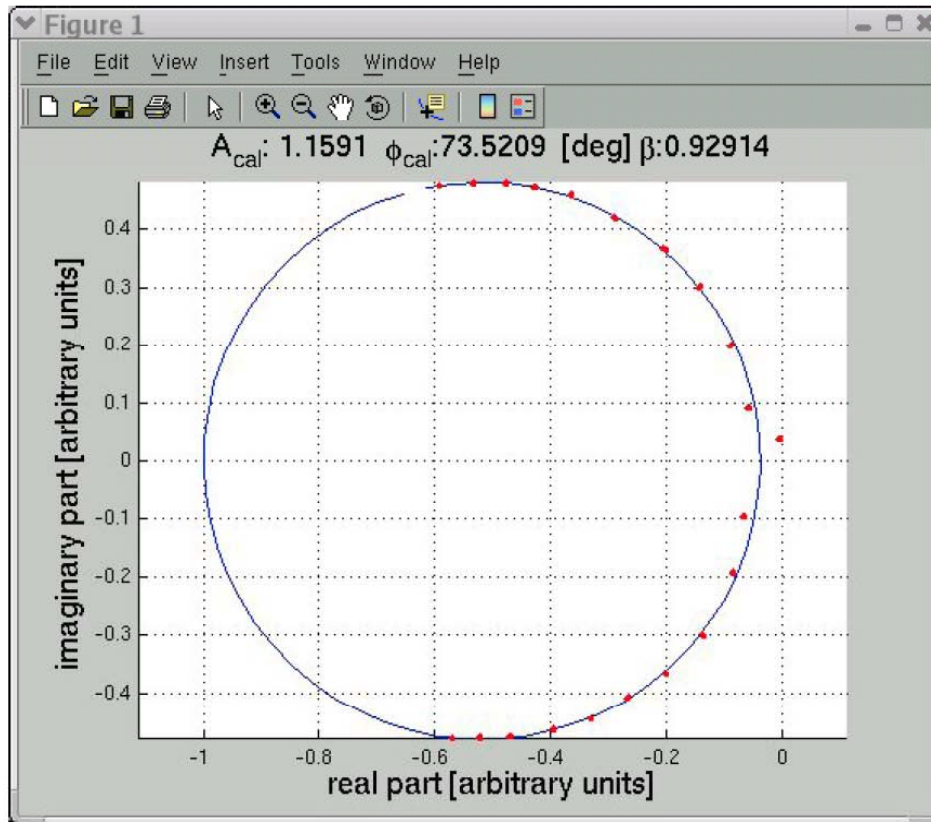 Figure 1
File Edit View Insert Tools Window Help
A_cal: 1.1591 ϕ_cal:73.5209 [deg] β:0.92914
0.4
0.3
0.2
0.1
0
-0.1
-0.2
-0.3
-0.4
imaginary part [arbitrary units]
-1 -0.8 -0.6 -0.4 -0.2 0
real part [arbitrary units]